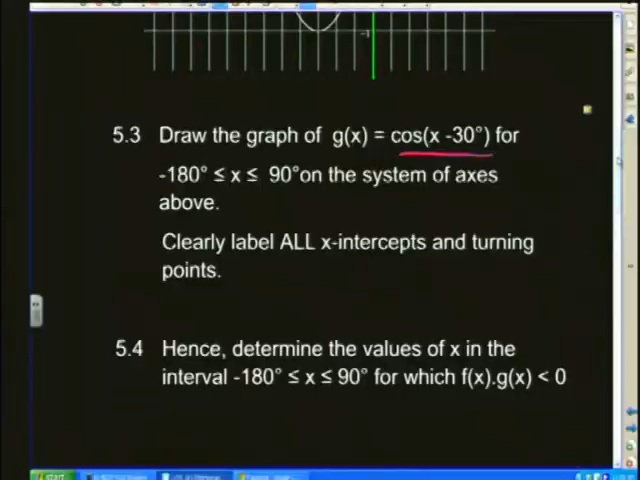 -1
5.3 Draw the graph of g(x) = cos(x -30°) for
-180° ≤ x ≤ 90°on the system of axes
above.
Clearly label ALL x-intercepts and turning
points.
5.4 Hence, determine the values of x in the
interval -180° ≤ x ≤ 90° for which f(x).g(x) < 0
start